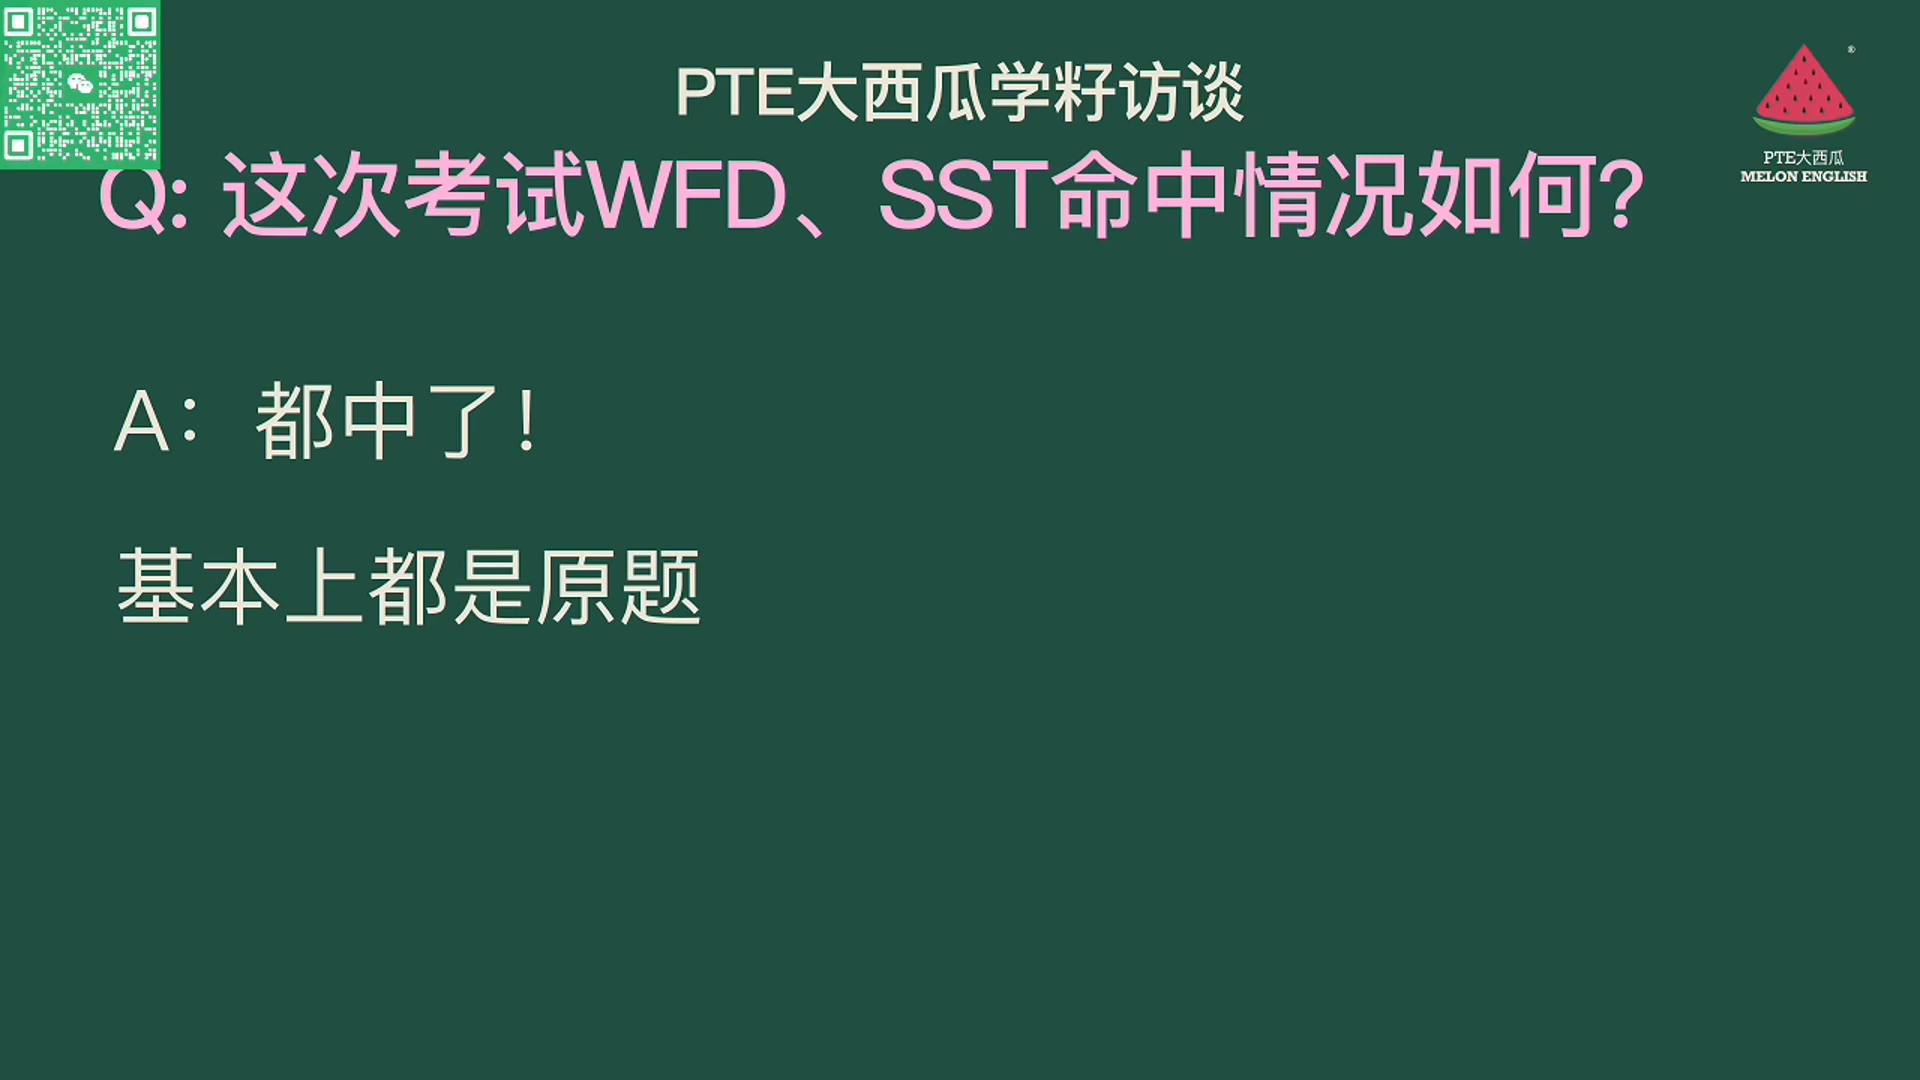 PTE大西瓜学籽访谈
®
PTE大西瓜
MELON ENGLISH
Q: 这次考试WFD、SST命中情况如何?
A： 都中了！
基本上都是原题